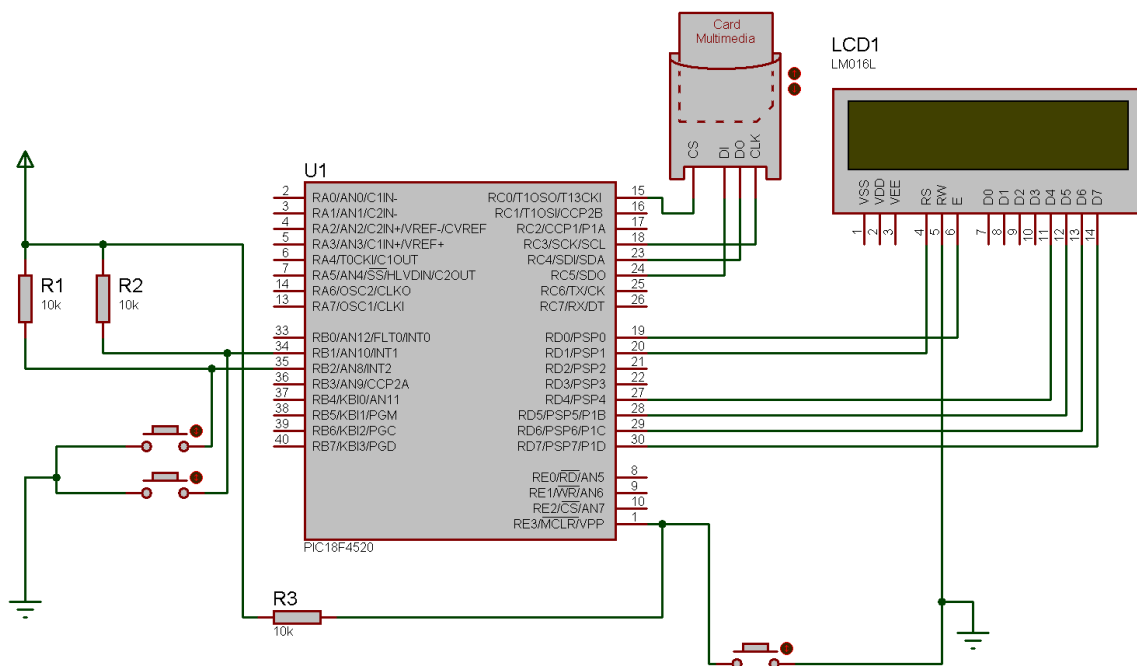 Card
Multimedia
CS
DI
DO
CLK
LCD1
LM016L
VSS
VDD
VEE
RS
RW
E
D0
D1
D2
D3
D4
D5
D6
D7
1
2
3
4
5
6
7
8
9
10
11
12
13
14
U1
2 RA0/AN0/C1IN-
3 RA1/AN1/C2IN-
4 RA2/AN2/C2IN+/VREF-/CVREF
5 RA3/AN3/C1IN+/VREF+
6 RA4/T0CKI/C1OUT
7 RA5/AN4/SS/HLVDIN/C2OUT
14 RA6/OSC2/CLKO
13 RA7/OSC1/CLKI
33 RB0/AN12/FLT0/INT0
34 RB1/AN10/INT1
35 RB2/AN8/INT2
36 RB3/AN9/CCP2A
37 RB4/KBI0/AN11
38 RB5/KBI1/PGM
39 RB6/KBI2/PGC
40 RB7/KBI3/PGD
RC0/T1OSO/T13CKI 15
RC1/T1OSI/CCP2B 16
RC2/CCP1/P1A 17
RC3/SCK/SCL 18
RC4/SDI/SDA 23
RC5/SDO 24
RC6/TX/CK 25
RC7/RX/DT 26
RD0/PSP0 19
RD1/PSP1 20
RD2/PSP2 21
RD3/PSP3 22
RD4/PSP4 27
RD5/PSP5/P1B 28
RD6/PSP6/P1C 29
RD7/PSP7/P1D 30
RE0/RD/AN5 8
RE1/WR/AN6 9
RE2/CS/AN7 10
RE3/MCLR/VPP 1
PIC18F4520
R1
10k
R2
10k
R3
10k